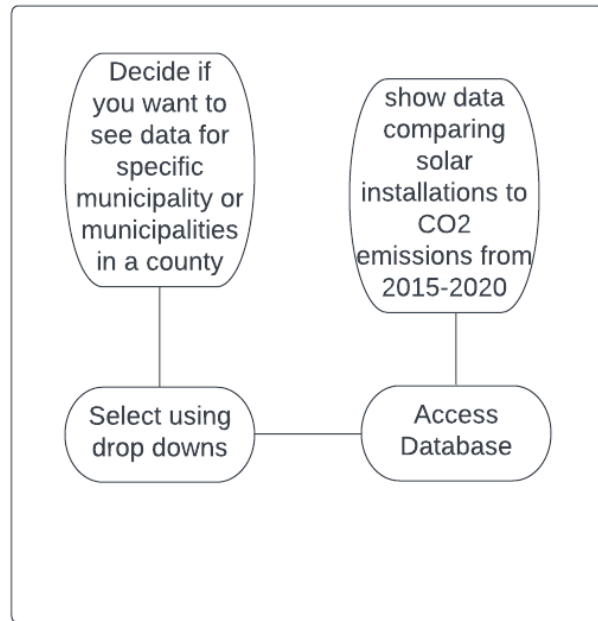 Decide if
you want to
see data for
specific
municipality or
municipalities
in a county
show data
comparing
solar
installations to
CO2
emissions from
2015-2020
Select using
drop downs
Access
Database